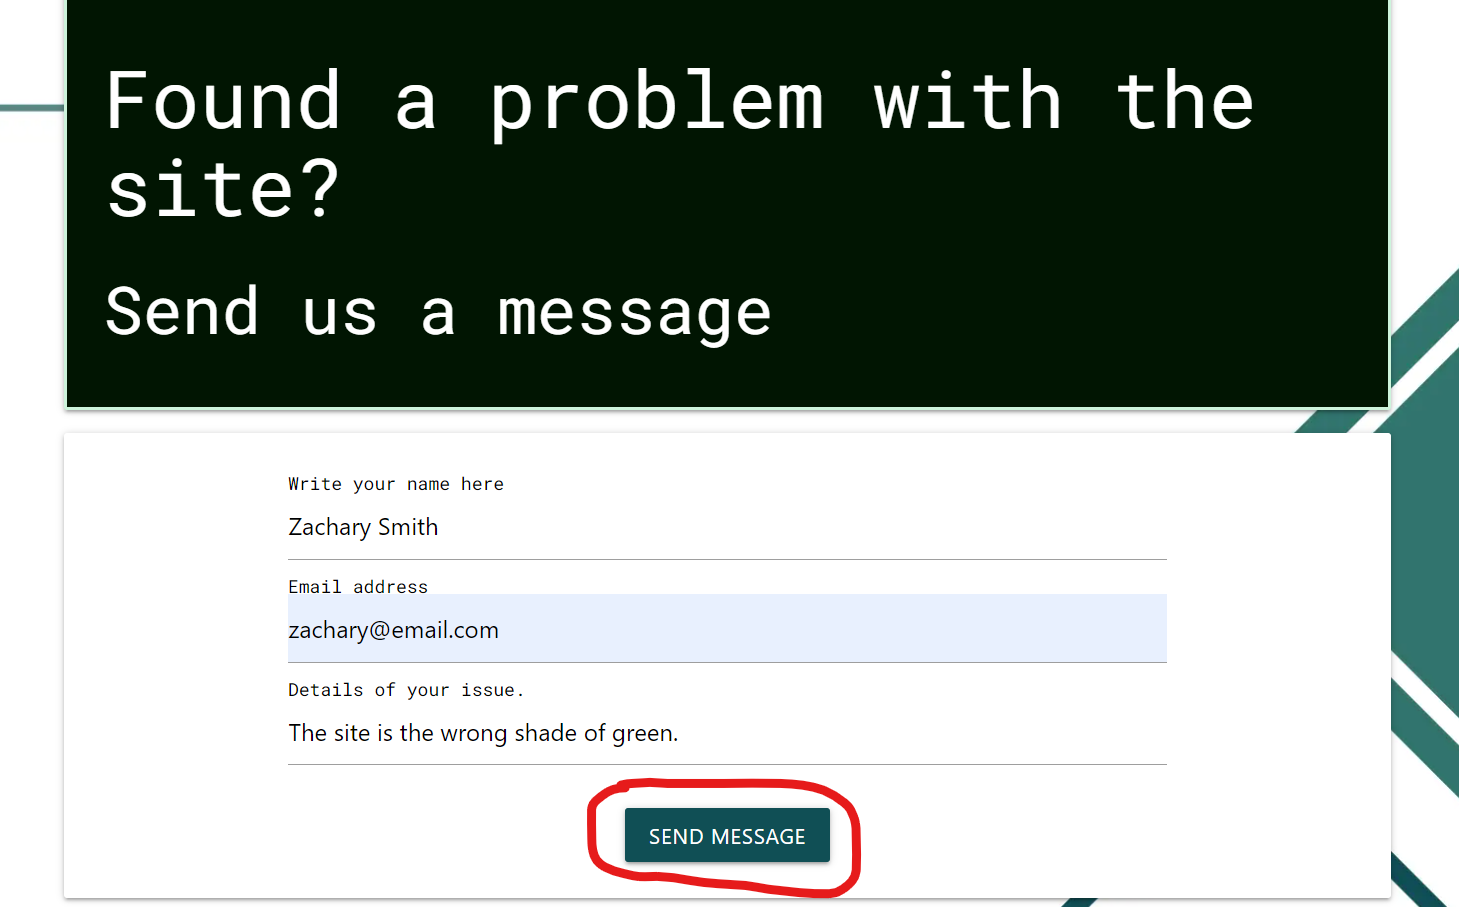 Found a problem with the
site?
Send us a message
Write your name here
Zachary Smith
Email address
zachary@email.com
Details of your issue.
The site is the wrong shade of green.
SEND MESSAGE